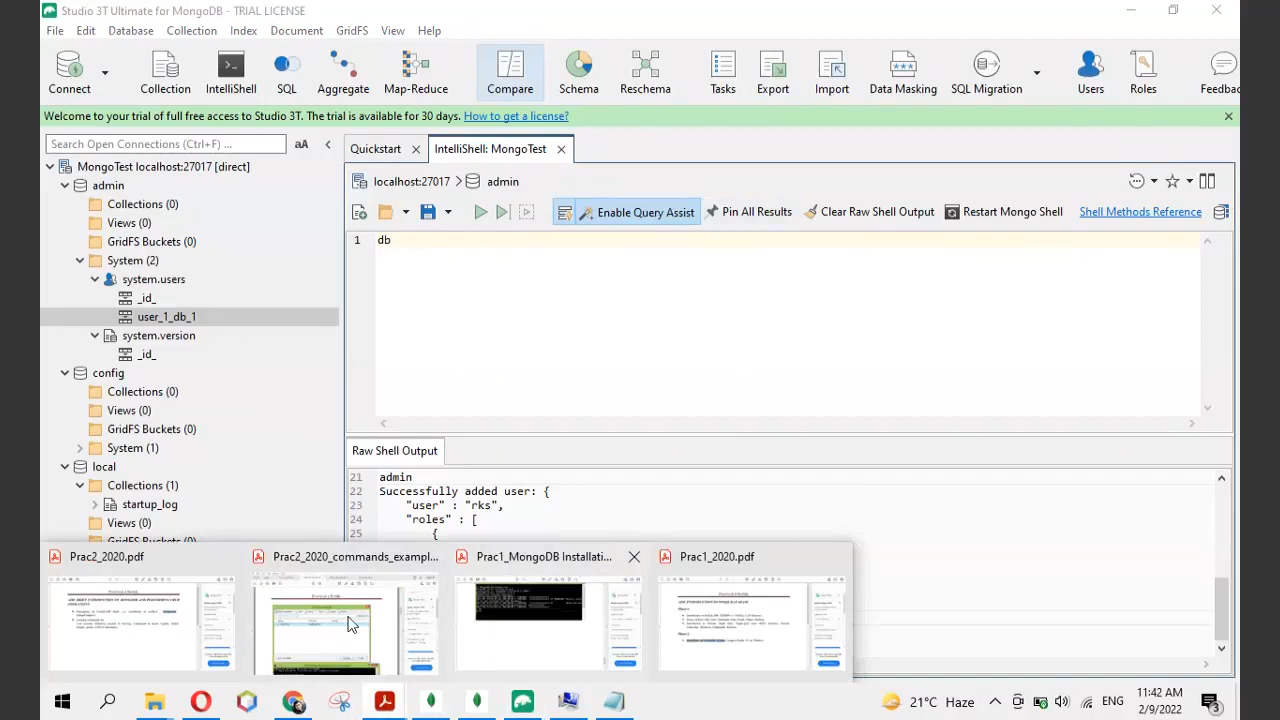 Studio 3T Ultimate for MongoDB - TRIAL LICENSE
File Edit Database Collection Index Document GridFS View Help
Connect Collection IntelliShell SQL Aggregate Map-Reduce Compare Schema Reschema Tasks Export Import Data Masking SQL Migration Users Roles Feedba
Welcome to your trial of full free access to Studio 3T. The trial is available for 30 days. How to get a license?
Search Open Connections (Ctrl+F) ... aA
Quickstart IntelliShell: MongoTest
MongoTest localhost:27017 [direct]
admin
Collections (0)
Views (0)
GridFS Buckets (0)
System (2)
system.users
_id_
user_1_db_1
system.version
_id_
config
Collections (0)
Views (0)
GridFS Buckets (0)
System (1)
local
Collections (1)
startup_log
Views (0)
GridFS Buckets (0)
localhost:27017 admin
Enable Query Assist Pin All Results Clear Raw Shell Output Restart Mongo Shell Shell Methods Reference
1 db
Raw Shell Output
21 admin
22 Successfully added user: {
23 "user" : "rks",
24 "roles" : [
25 {
Prac2_2020.pdf Prac2_2020_commands_exampl... Prac1_MongoDB Installati... Prac1_2020.pdf
21°C Haze ENG 11:42 AM
2/9/2022 3